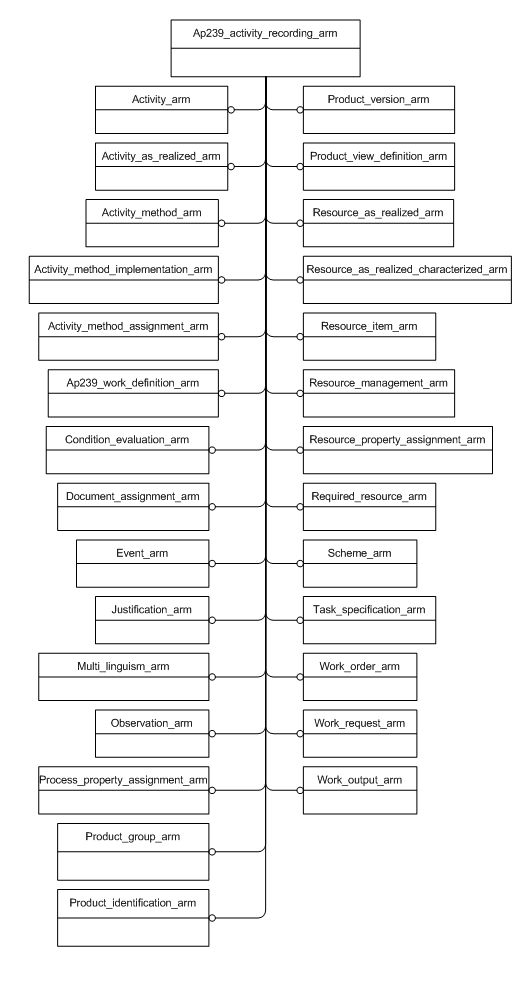 Ap239_activity_recording_arm
Activity_arm
Product_version_arm
Activity_as_realized_arm
Product_view_definition_arm
Activity_method_arm
Resource_as_realized_arm
Activity_method_implementation_arm
Resource_as_realized_characterized_arm
Activity_method_assignment_arm
Resource_item_arm
Ap239_work_definition_arm
Resource_management_arm
Condition_evaluation_arm
Resource_property_assignment_arm
Document_assignment_arm
Required_resource_arm
Event_arm
Scheme_arm
Justification_arm
Task_specification_arm
Multi_linguism_arm
Work_order_arm
Observation_arm
Work_request_arm
Process_property_assignment_arm
Work_output_arm
Product_group_arm
Product_identification_arm